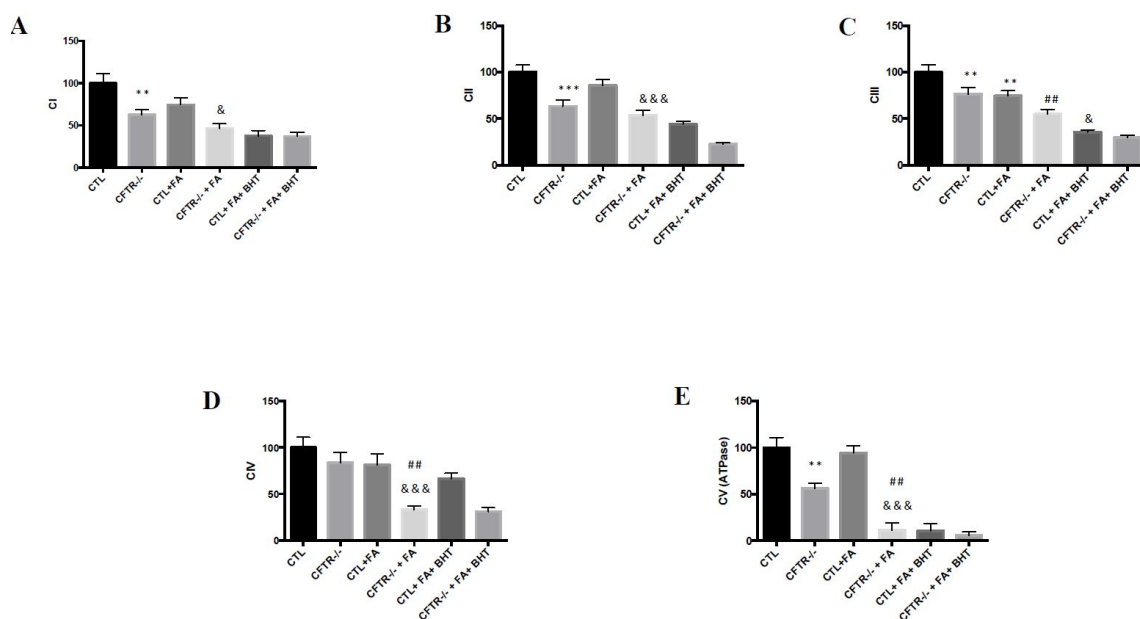 A
150
100
50
0
CI
**
&
CTL
CFTR-/-
CTL+FA
CFTR-/- + FA
CTL+ FA+ BHT
CFTR-/- + FA+ BHT
B
150
100
50
0
CII
***
&&&
CTL
CFTR-/-
CTL+FA
CFTR-/- + FA
CTL+ FA+ BHT
CFTR-/- + FA+ BHT
C
150
100
50
0
CIII
**
**
##
&
CTL
CFTR-/-
CTL+FA
CFTR-/- + FA
CTL+ FA+ BHT
CFTR-/- + FA+ BHT
D
150
100
50
0
CIV
##
&&&
CTL
CFTR-/-
CTL+FA
CFTR-/- + FA
CTL+ FA+ BHT
CFTR-/- + FA+ BHT
E
150
100
50
0
CV (ATPase)
**
##
&&&
CTL
CFTR-/-
CTL+FA
CFTR-/- + FA
CTL+ FA+ BHT
CFTR-/- + FA+ BHT